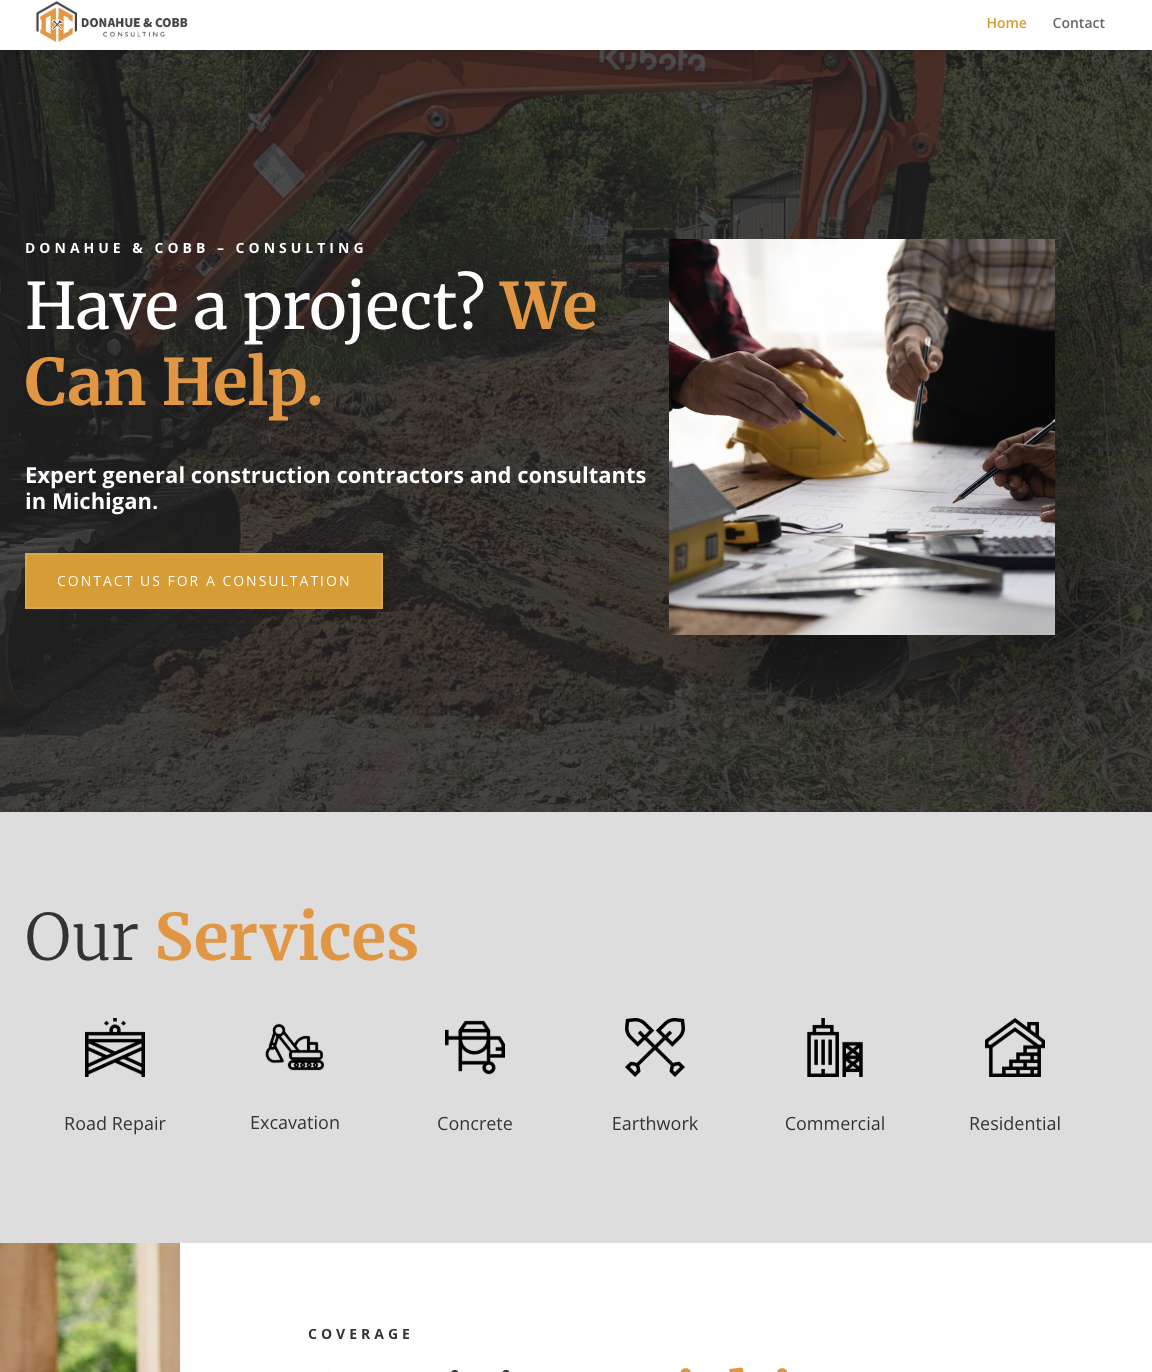 DONAHUE & COBB
CONSULTING
Home
Contact
Kubota
DONAHUE & COBB – CONSULTING
Have a project? We
Can Help.
Expert general construction contractors and consultants
in Michigan.
CONTACT US FOR A CONSULTATION
Our Services
Road Repair
Excavation
Concrete
Earthwork
Commercial
Residential
COVERAGE